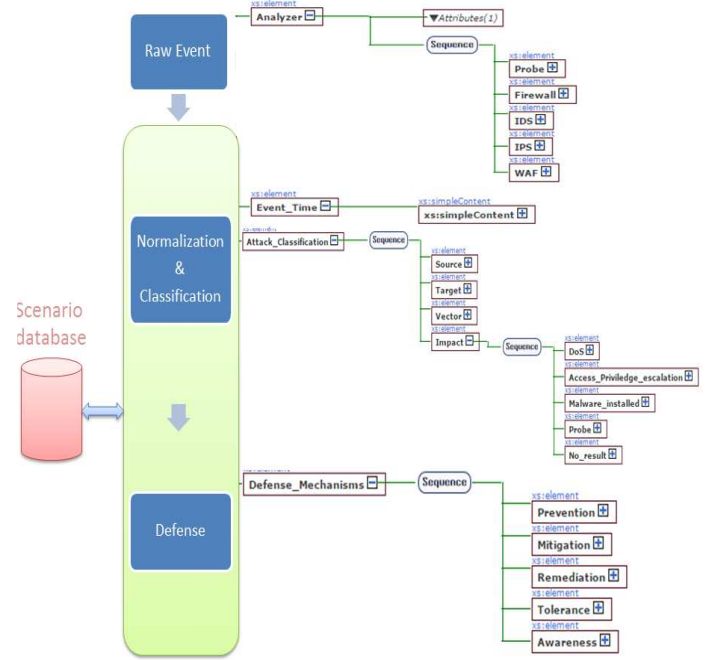 xs:element
Analyzer
▼Attributes(1)
Raw Event
Sequence
xs:element
Probe
xs:element
Firewall
xs:element
IDS
xs:element
IPS
xs:element
WAF
xs:element
Event_Time
xs:simpleContent
xs:simpleContent
Normalization
&
Classification
Attack_Classification
Sequence
xs:element
Source
xs:element
Target
xs:element
Vector
xs:element
Impact
Sequence
xs:element
DoS
xs:element
Access_Priviledge_escalation
xs:element
Malware_installed
xs:element
Probe
xs:element
No_result
Scenario
database
Defense_Mechanisms
Sequence
Defense
xs:element
Prevention
xs:element
Mitigation
xs:element
Remediation
xs:element
Tolerance
xs:element
Awareness